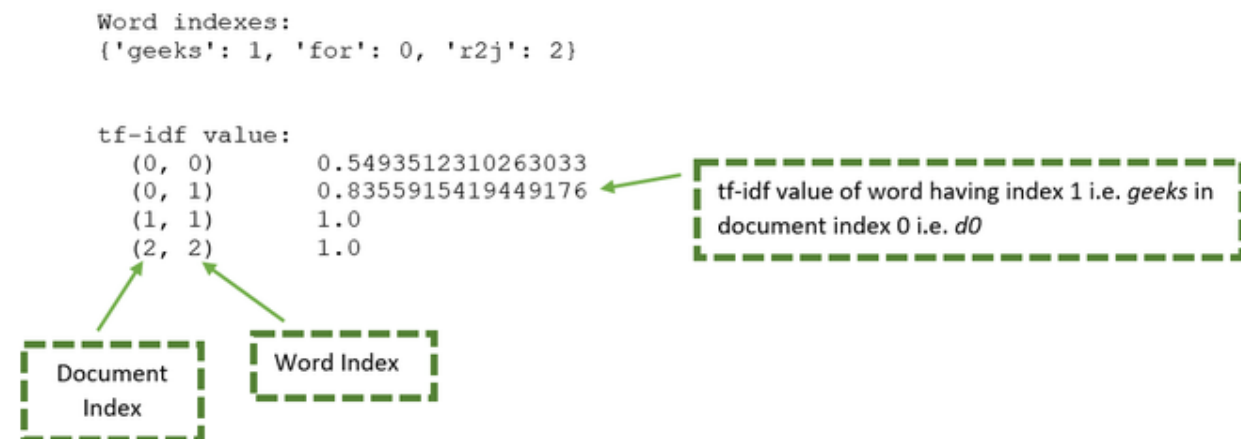 Word indexes:
{'geeks': 1, 'for': 0, 'r2j': 2}
tf-idf value:
(0, 0) 0.5493512310263033
(0, 1) 0.8355915419449176
(1, 1) 1.0
(2, 2) 1.0
tf-idf value of word having index 1 i.e. geeks in
document index 0 i.e. d0
Document
Index
Word Index